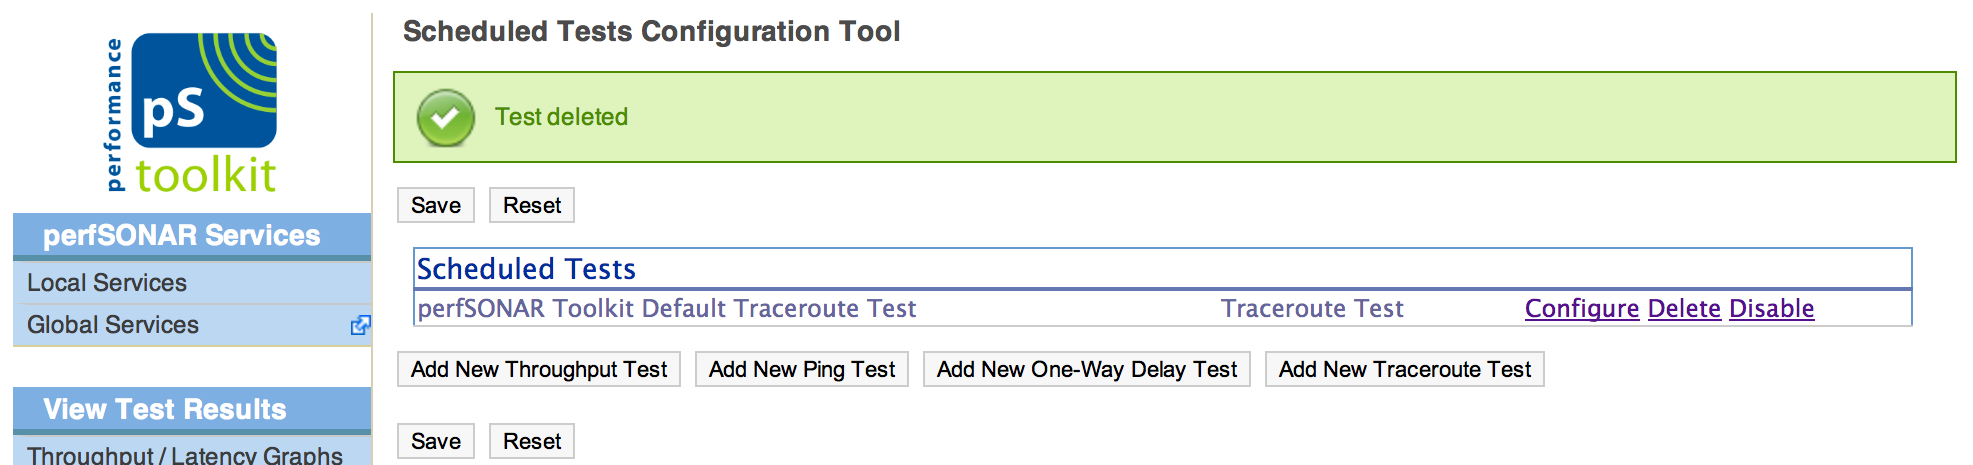 performance
pS
toolkit
perfSONAR Services
Local Services
Global Services
View Test Results
Throughput / Latency Graphs
Scheduled Tests Configuration Tool
Test deleted
Save Reset
Scheduled Tests
perfSONAR Toolkit Default Traceroute Test Traceroute Test Configure Delete Disable
Add New Throughput Test Add New Ping Test Add New One-Way Delay Test Add New Traceroute Test
Save Reset